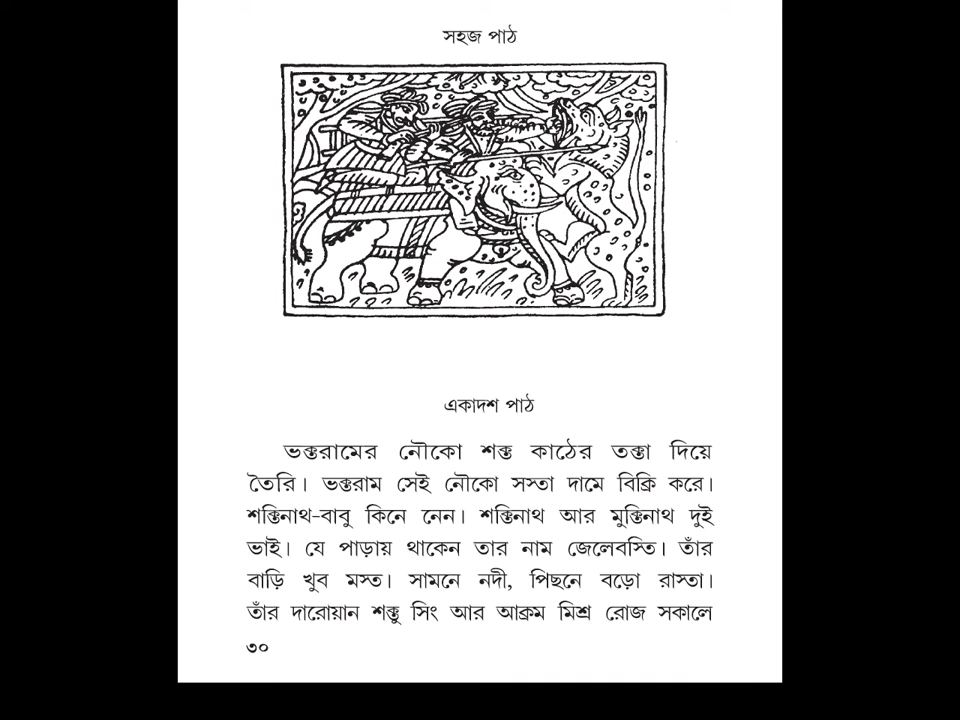 সহজ পাঠ
একাদশ পাঠ
ভক্তরামের নৌকো শক্ত কাঠের তক্তা দিয়ে
তৈরি। ভক্তরাম সেই নৌকো সস্তা দামে বিক্রি করে।
শক্তিনাথ-বাবু কিনে নেন। শক্তিনাথ আর মুক্তিনাথ দুই
ভাই। যে পাড়ায় থাকেন তার নাম জেলেবস্তি। তাঁর
বাড়ি খুব মস্ত। সামনে নদী, পিছনে বড়ো রাস্তা।
তাঁর দারোয়ান শক্তু সিং আর আক্রম মিশ্র রোজ সকালে
৩০